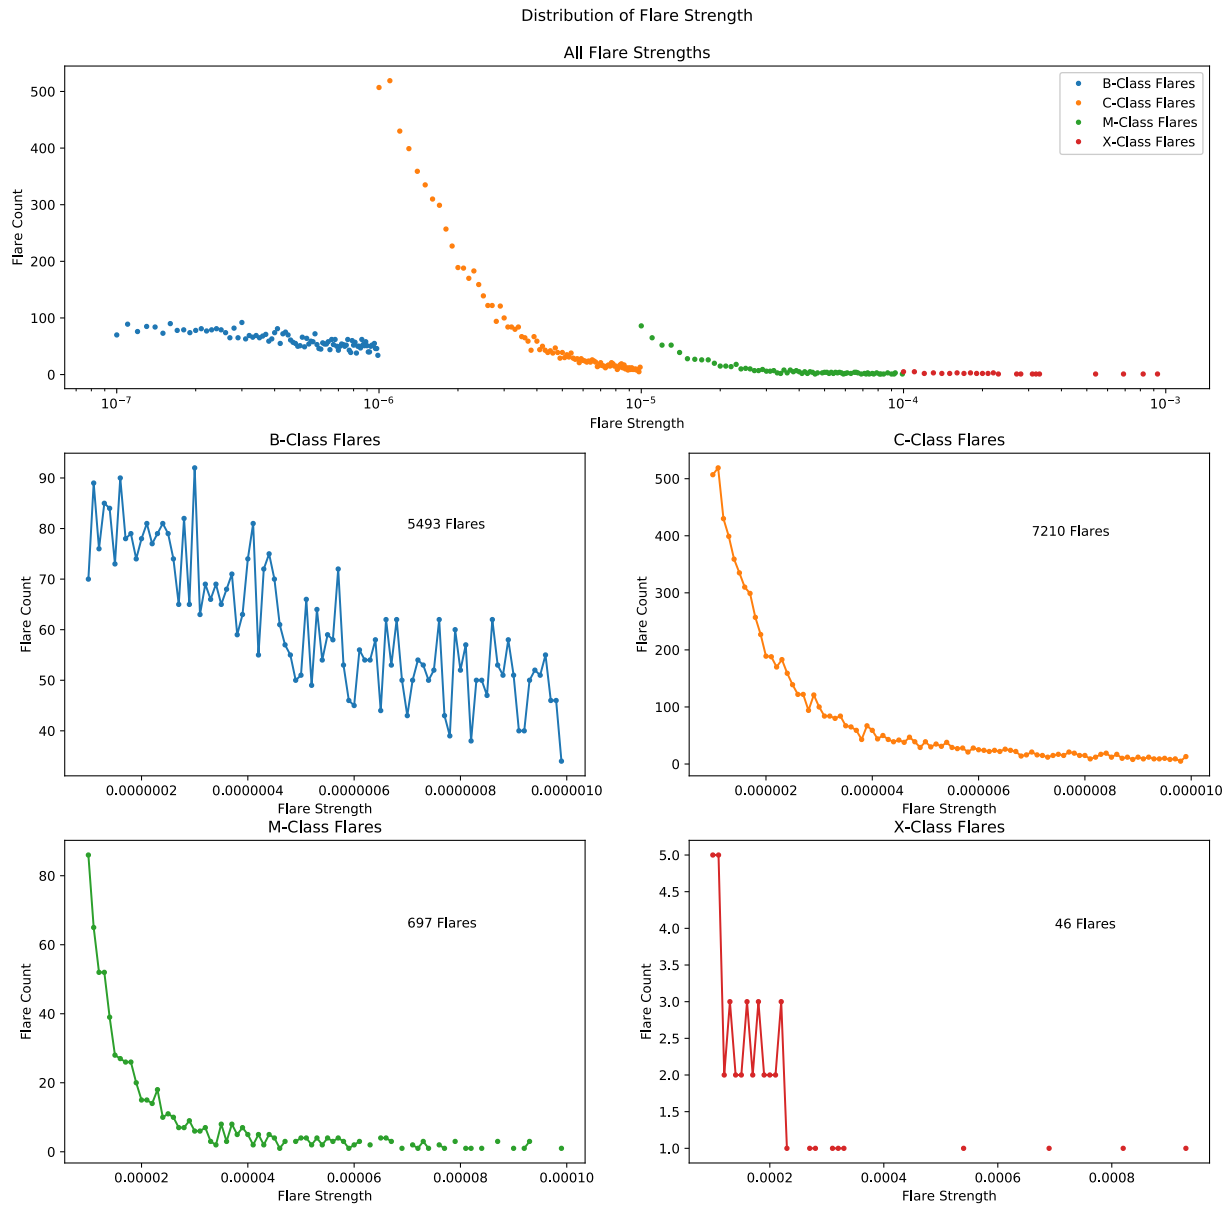 Distribution of Flare Strength
All Flare Strengths
500
400
300
200
100
0
Flare Count
B-Class Flares
C-Class Flares
M-Class Flares
X-Class Flares
10⁻⁷ 10⁻⁶ 10⁻⁵ 10⁻⁴ 10⁻³
Flare Strength
B-Class Flares
90
80
70
60
50
40
Flare Count
5493 Flares
0.0000002 0.0000004 0.0000006 0.0000008 0.0000010
Flare Strength
C-Class Flares
500
400
300
200
100
0
Flare Count
7210 Flares
0.000002 0.000004 0.000006 0.000008 0.000010
Flare Strength
M-Class Flares
80
60
40
20
0
Flare Count
697 Flares
0.00002 0.00004 0.00006 0.00008 0.00010
Flare Strength
X-Class Flares
5.0
4.5
4.0
3.5
3.0
2.5
2.0
1.5
1.0
Flare Count
46 Flares
0.0002 0.0004 0.0006 0.0008
Flare Strength